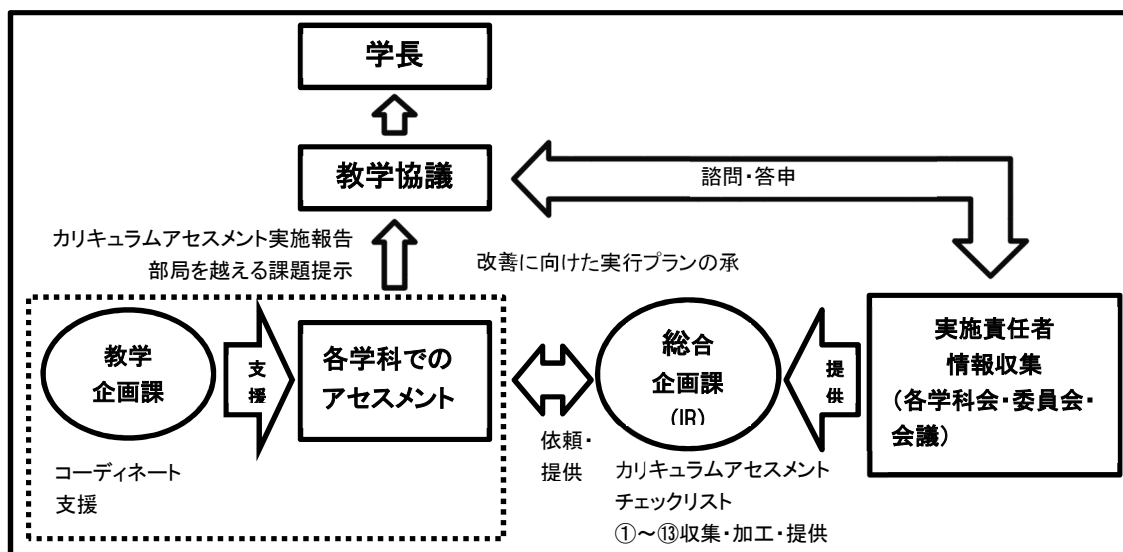 学長
教学協議
諮問・答申
カリキュラムアセスメント実施報告
部局を越える課題提示
改善に向けた実行プランの承
教学
企画課
支援
各学科での
アセスメント
総合
企画課
(IR)
提供
実施責任者
情報収集
(各学科会・委員会・
会議)
コーディネート
支援
依頼・
提供
カリキュラムアセスメント
チェックリスト
①～⑬収集・加工・提供